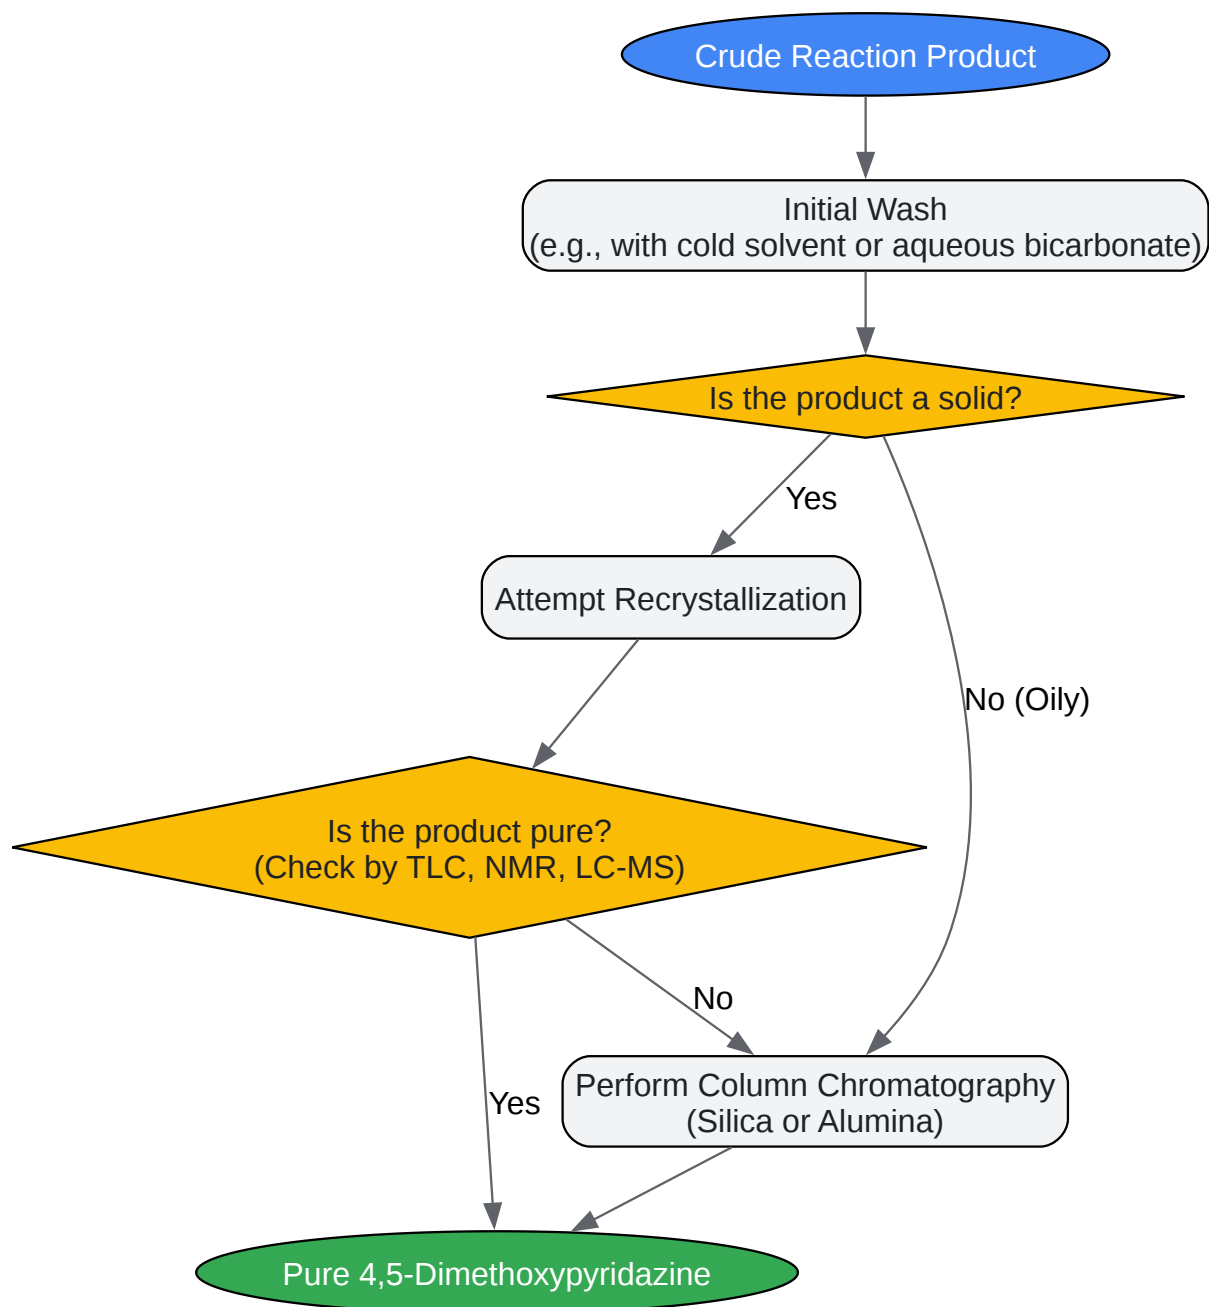 Crude Reaction Product
Initial Wash
(e.g., with cold solvent or aqueous bicarbonate)
Is the product a solid?
Yes
Attempt Recrystallization
No (Oily)
Is the product pure?
(Check by TLC, NMR, LC-MS)
No
Perform Column Chromatography
(Silica or Alumina)
Yes
Pure 4,5-Dimethoxypyridazine